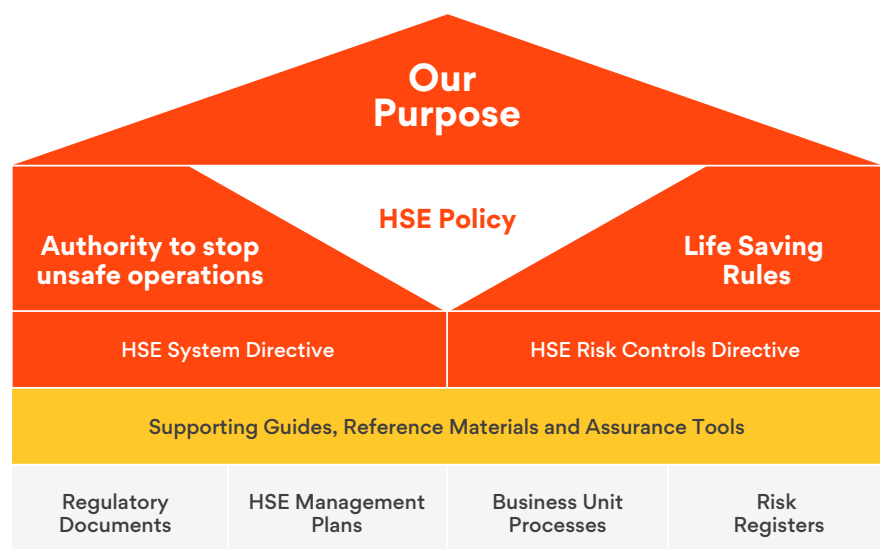 Our
Purpose
HSE Policy
Authority to stop
unsafe operations
Life Saving
Rules
HSE System Directive
HSE Risk Controls Directive
Supporting Guides, Reference Materials and Assurance Tools
Regulatory
Documents
HSE Management
Plans
Business Unit
Processes
Risk
Registers